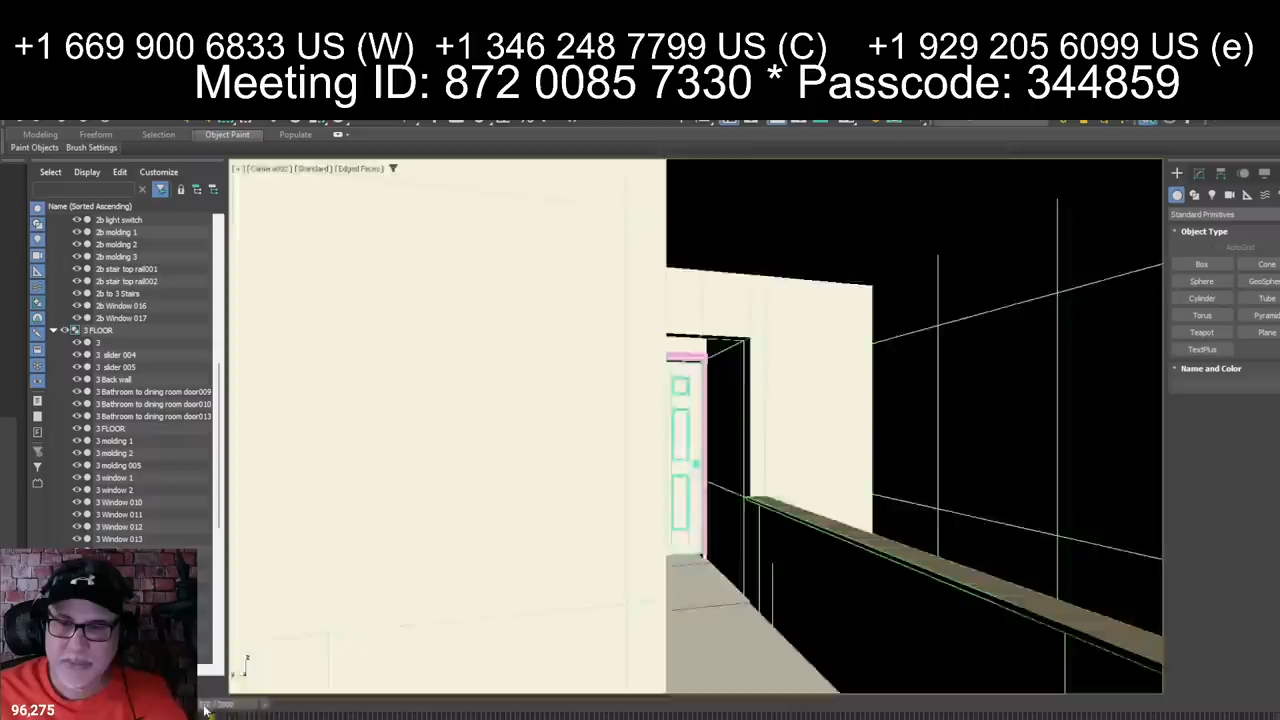 +1 669 900 6833 US (W) +1 346 248 7799 US (C) +1 929 205 6099 US (e)
Meeting ID: 872 0085 7330 * Passcode: 344859
Modeling Freeform Selection Object Paint Populate
Paint Objects Brush Settings
Select Display Edit Customize
[+] [Standard] [Edged Faces]
Standard Primitives
Name (Sorted Ascending)
Object Type
AutoGrid
Box Cone
Sphere GeoSphere
Cylinder Tube
Torus Pyramid
Teapot Plane
TextPlus
Name and Color
2b light switch
2b molding 1
2b molding 2
2b molding 3
2b stair top rail001
2b stair top rail002
2b to 3 Stairs
2b Window 016
2b Window 017
3 FLOOR
3
3 slider 004
3 slider 005
3 Back wall
3 Bathroom to dining room door009
3 Bathroom to dining room door010
3 Bathroom to dining room door013
3 FLOOR
3 molding 1
3 molding 2
3 molding 005
3 window 1
3 window 2
3 Window 010
3 Window 011
3 Window 012
3 Window 013
96,275